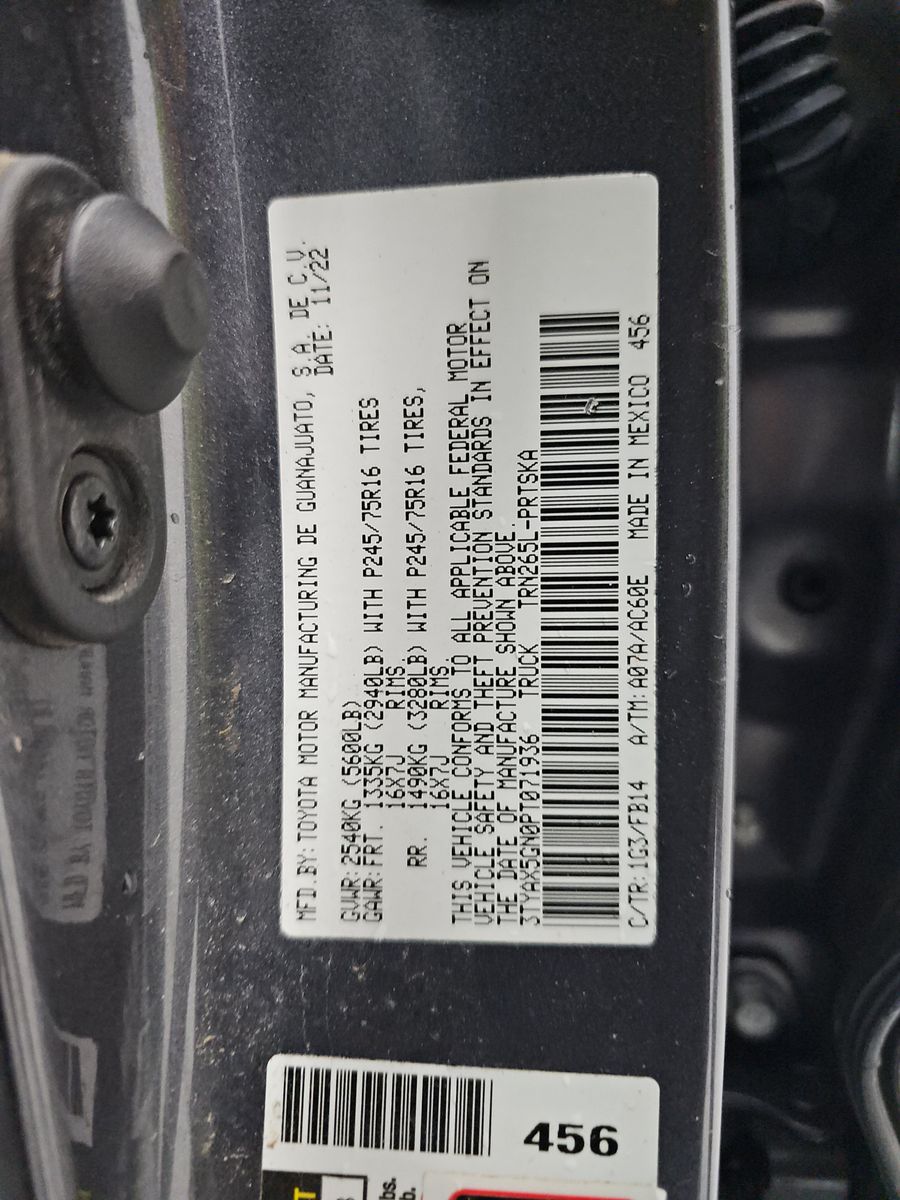 MFD.BY:TOYOTA MOTOR MANUFACTURING DE GUANAJUATO, S.A. DE C.V.
DATE: 11/22
GVWR:2540KG (5600LB)
GAWR:FRT. 1335KG (2940LB) WITH P245/75R16 TIRES
16X7J RIMS.
RR. 1490KG (3280LB) WITH P245/75R16 TIRES,
16X7J RIMS.
THIS VEHICLE CONFORMS TO ALL APPLICABLE FEDERAL MOTOR
VEHICLE SAFETY AND THEFT PREVENTION STANDARDS IN EFFECT ON
THE DATE OF MANUFACTURE SHOWN ABOVE.
3TYAX5GN0PT071936 TRUCK TRN265L-PRTSKA
C/TR:1G3/FB14 A/TM:A07A/AC60E MADE IN MEXICO 456
456